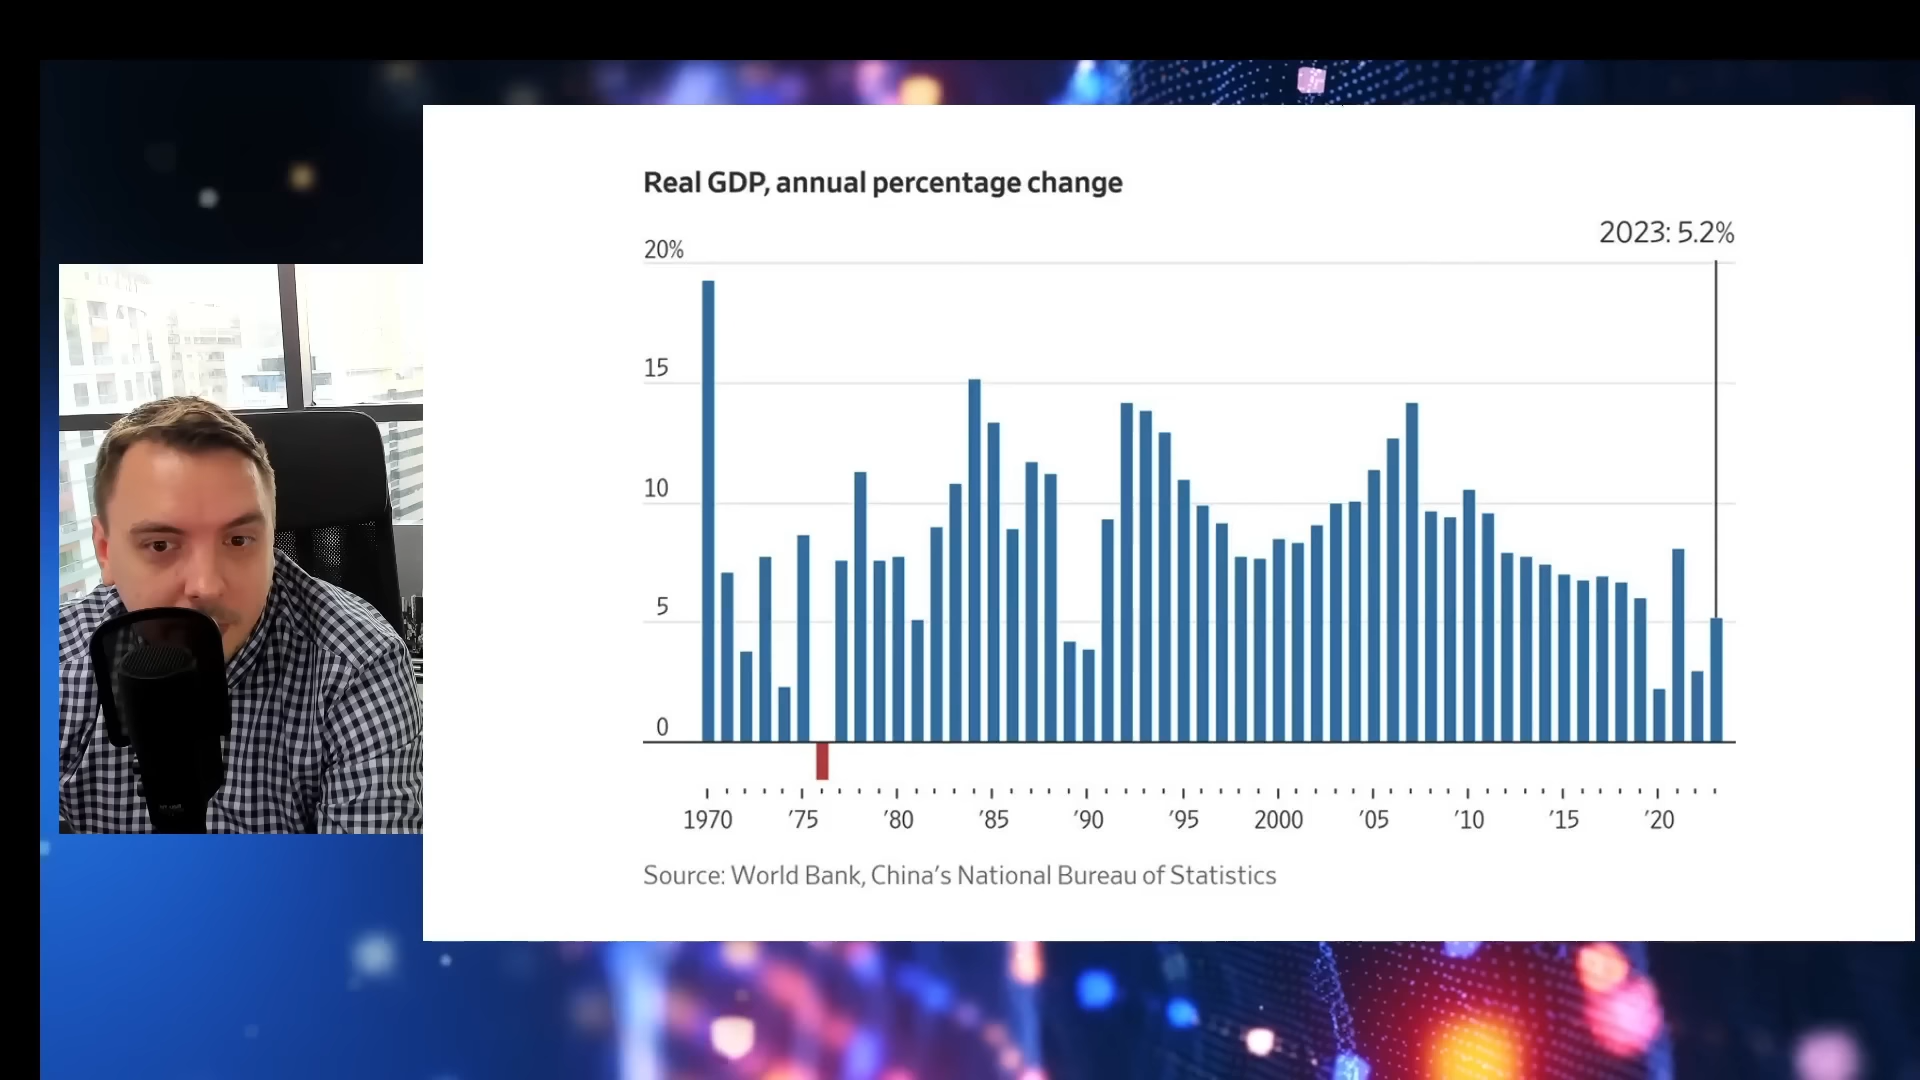 Real GDP, annual percentage change
2023: 5.2%
20%
15
10
5
0
1970 ’75 ’80 ’85 ’90 ’95 2000 ’05 ’10 ’15 ’20
Source: World Bank, China’s National Bureau of Statistics